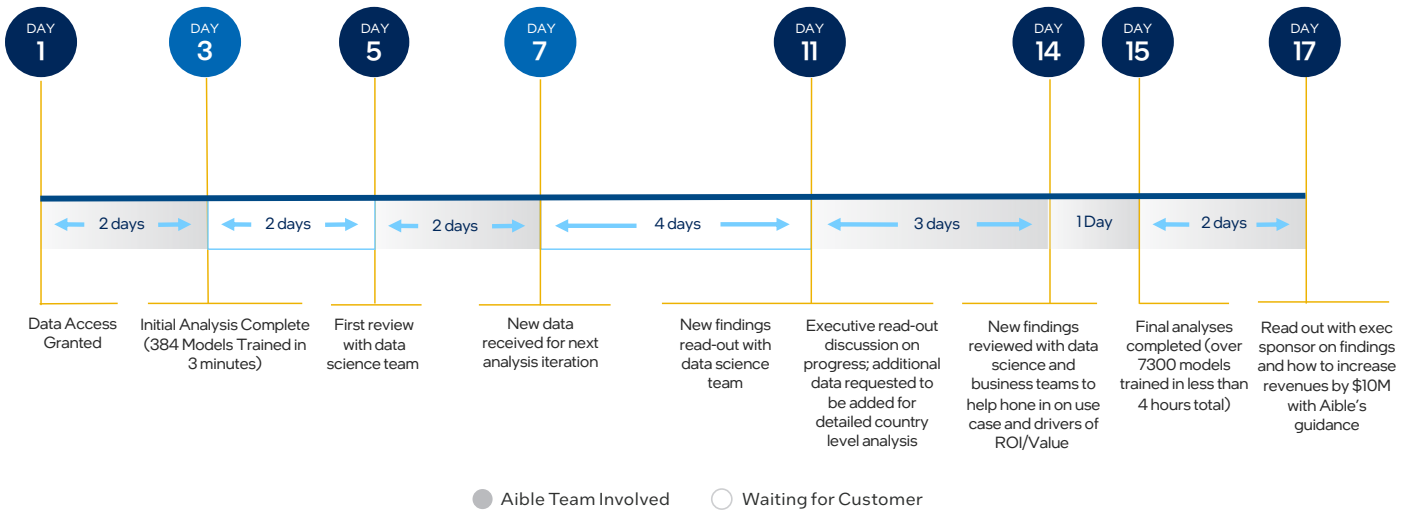 DAY
1
DAY
3
DAY
5
DAY
7
DAY
11
DAY
14
DAY
15
DAY
17
2 days
2 days
2 days
4 days
3 days
1 Day
2 days
Data Access
Granted
Initial Analysis Complete
(384 Models Trained in
3 minutes)
First review
with data
science team
New data
received for next
analysis iteration
New findings
read-out with
data science
team
Executive read-out
discussion on
progress; additional
data requested to
be added for
detailed country
level analysis
New findings
reviewed with data
science and
business teams to
help hone in on use
case and drivers of
ROI/Value
Final analyses
completed (over
7300 models
trained in less than
4 hours total)
Read out with exec
sponsor on findings
and how to increase
revenues by $10M
with Aible’s
guidance
Aible Team Involved
Waiting for Customer